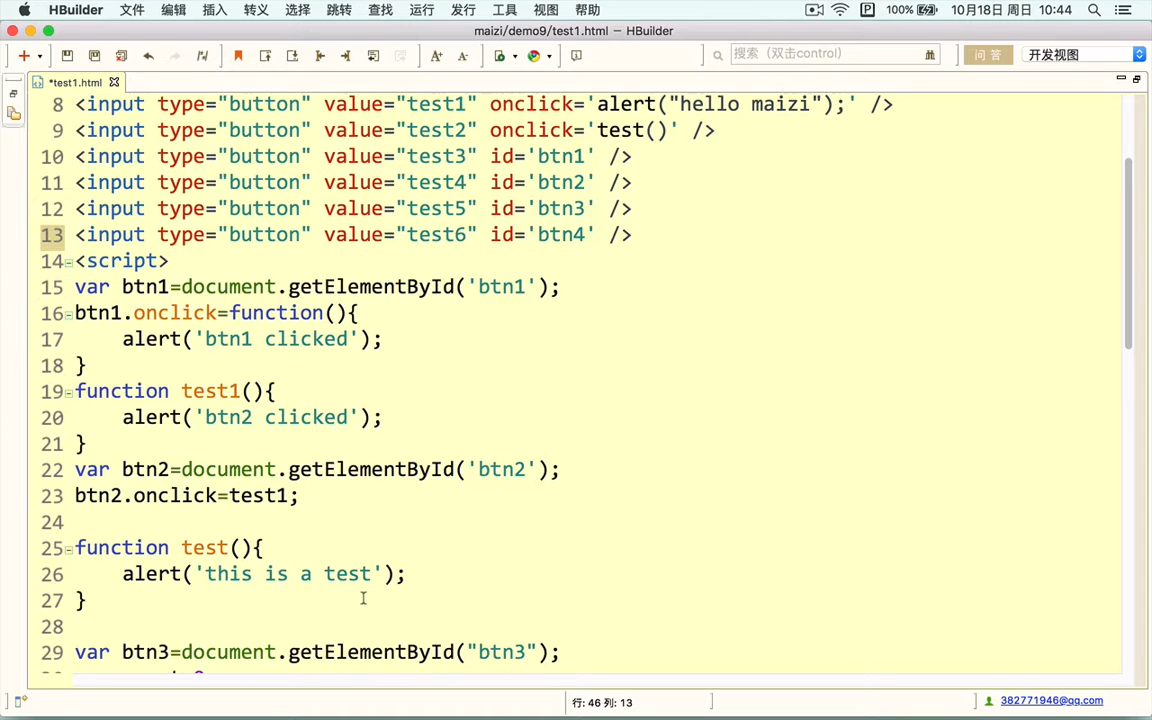 HBuilder 文件 编辑 插入 转义 选择 跳转 查找 运行 发行 工具 视图 帮助 P 100% 10月18日 周日 10:44
maizi/demo9/test1.html — HBuilder
A+ A- 搜索（双击control） 问 答 开发视图
*test1.html
8 <input type="button" value="test1" onclick='alert("hello maizi");' />
9 <input type="button" value="test2" onclick='test()' />
10 <input type="button" value="test3" id='btn1' />
11 <input type="button" value="test4" id='btn2' />
12 <input type="button" value="test5" id='btn3' />
13 <input type="button" value="test6" id='btn4' />
14 <script>
15 var btn1=document.getElementById('btn1');
16 btn1.onclick=function(){
17 alert('btn1 clicked');
18 }
19 function test1(){
20 alert('btn2 clicked');
21 }
22 var btn2=document.getElementById('btn2');
23 btn2.onclick=test1;
24
25 function test(){
26 alert('this is a test');
27 }
28
29 var btn3=document.getElementById("btn3");
行: 46 列: 13 382771946@qq.com